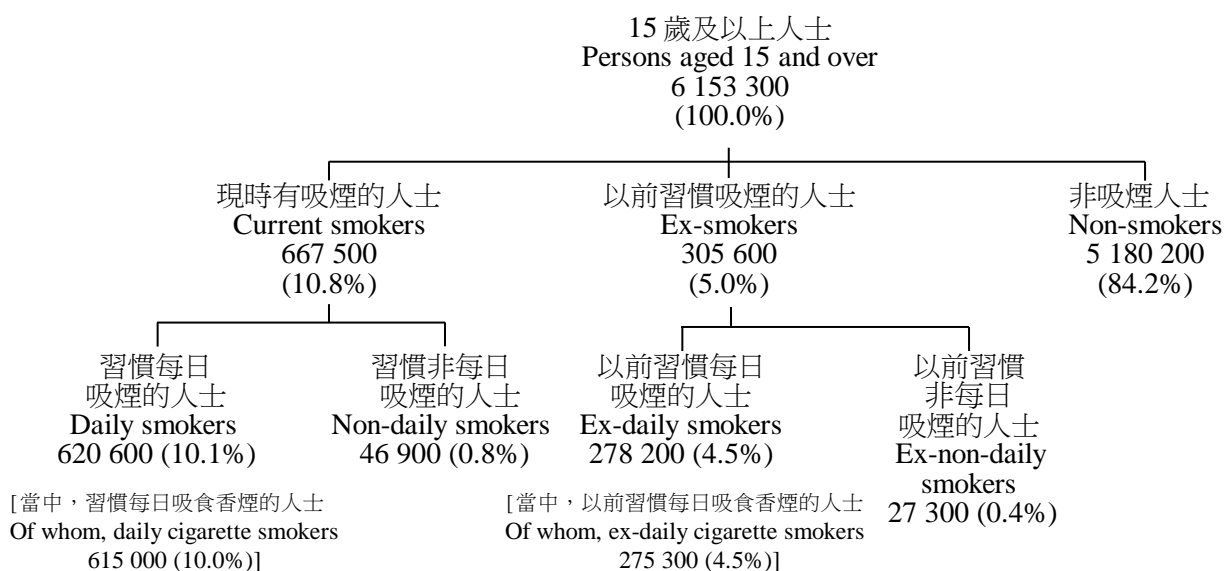 15 歲及以上人士
Persons aged 15 and over
6 153 300
(100.0%)
現時有吸煙的人士
Current smokers
667 500
(10.8%)
以前習慣吸煙的人士
Ex-smokers
305 600
(5.0%)
非吸煙人士
Non-smokers
5 180 200
(84.2%)
習慣每日
吸煙的人士
Daily smokers
620 600 (10.1%)
[當中，習慣每日吸食香煙的人士
Of whom, daily cigarette smokers
615 000 (10.0%)]
習慣非每日
吸煙的人士
Non-daily smokers
46 900 (0.8%)
以前習慣每日
吸煙的人士
Ex-daily smokers
278 200 (4.5%)
[當中，以前習慣每日吸食香煙的人士
Of whom, ex-daily cigarette smokers
275 300 (4.5%)]
以前習慣
非每日
吸煙的人士
Ex-non-daily
smokers
27 300 (0.4%)